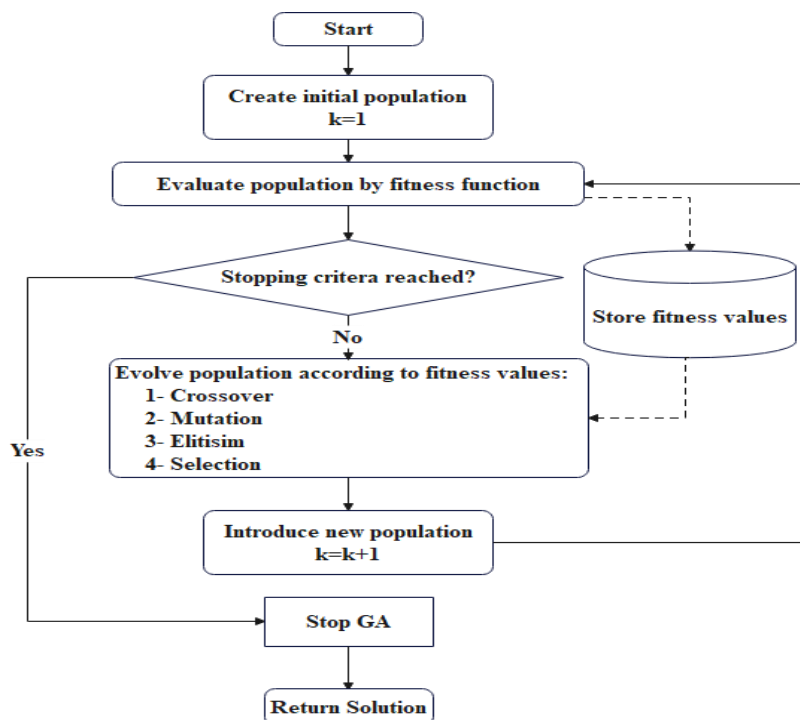 Start
Create initial population
k=1
Evaluate population by fitness function
Stopping critera reached?
Store fitness values
No
Evolve population according to fitness values:
1- Crossover
2- Mutation
3- Elitisim
4- Selection
Yes
Introduce new population
k=k+1
Stop GA
Return Solution